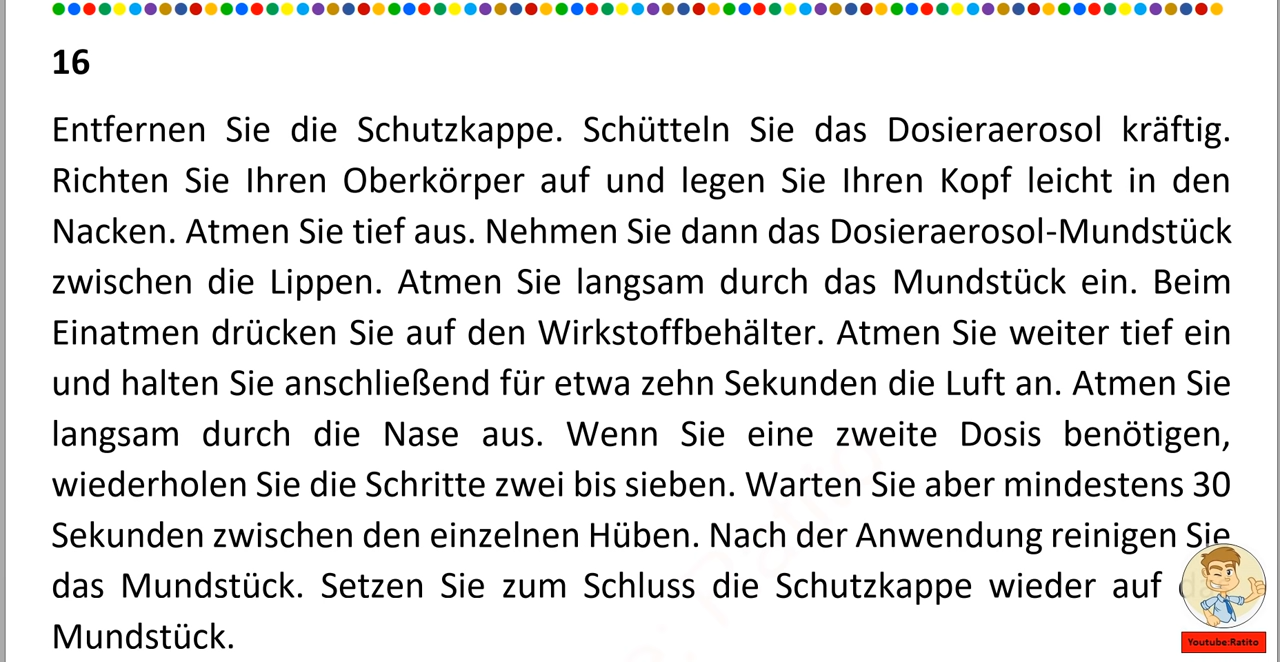 16
Entfernen Sie die Schutzkappe. Schütteln Sie das Dosieraerosol kräftig.
Richten Sie Ihren Oberkörper auf und legen Sie Ihren Kopf leicht in den
Nacken. Atmen Sie tief aus. Nehmen Sie dann das Dosieraerosol-Mundstück
zwischen die Lippen. Atmen Sie langsam durch das Mundstück ein. Beim
Einatmen drücken Sie auf den Wirkstoffbehälter. Atmen Sie weiter tief ein
und halten Sie anschließend für etwa zehn Sekunden die Luft an. Atmen Sie
langsam durch die Nase aus. Wenn Sie eine zweite Dosis benötigen,
wiederholen Sie die Schritte zwei bis sieben. Warten Sie aber mindestens 30
Sekunden zwischen den einzelnen Hüben. Nach der Anwendung reinigen Sie
das Mundstück. Setzen Sie zum Schluss die Schutzkappe wieder auf
Mundstück.
Youtube:Ratito